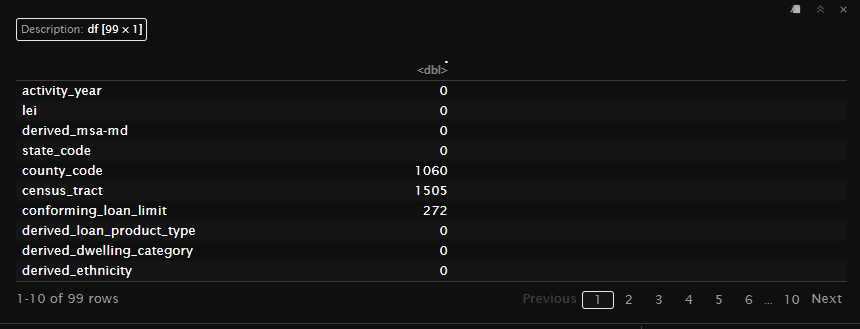 Description: df [99 × 1]
.
<dbl>
activity_year 0
lei 0
derived_msa-md 0
state_code 0
county_code 1060
census_tract 1505
conforming_loan_limit 272
derived_loan_product_type 0
derived_dwelling_category 0
derived_ethnicity 0
1-10 of 99 rows Previous 1 2 3 4 5 6 ... 10 Next